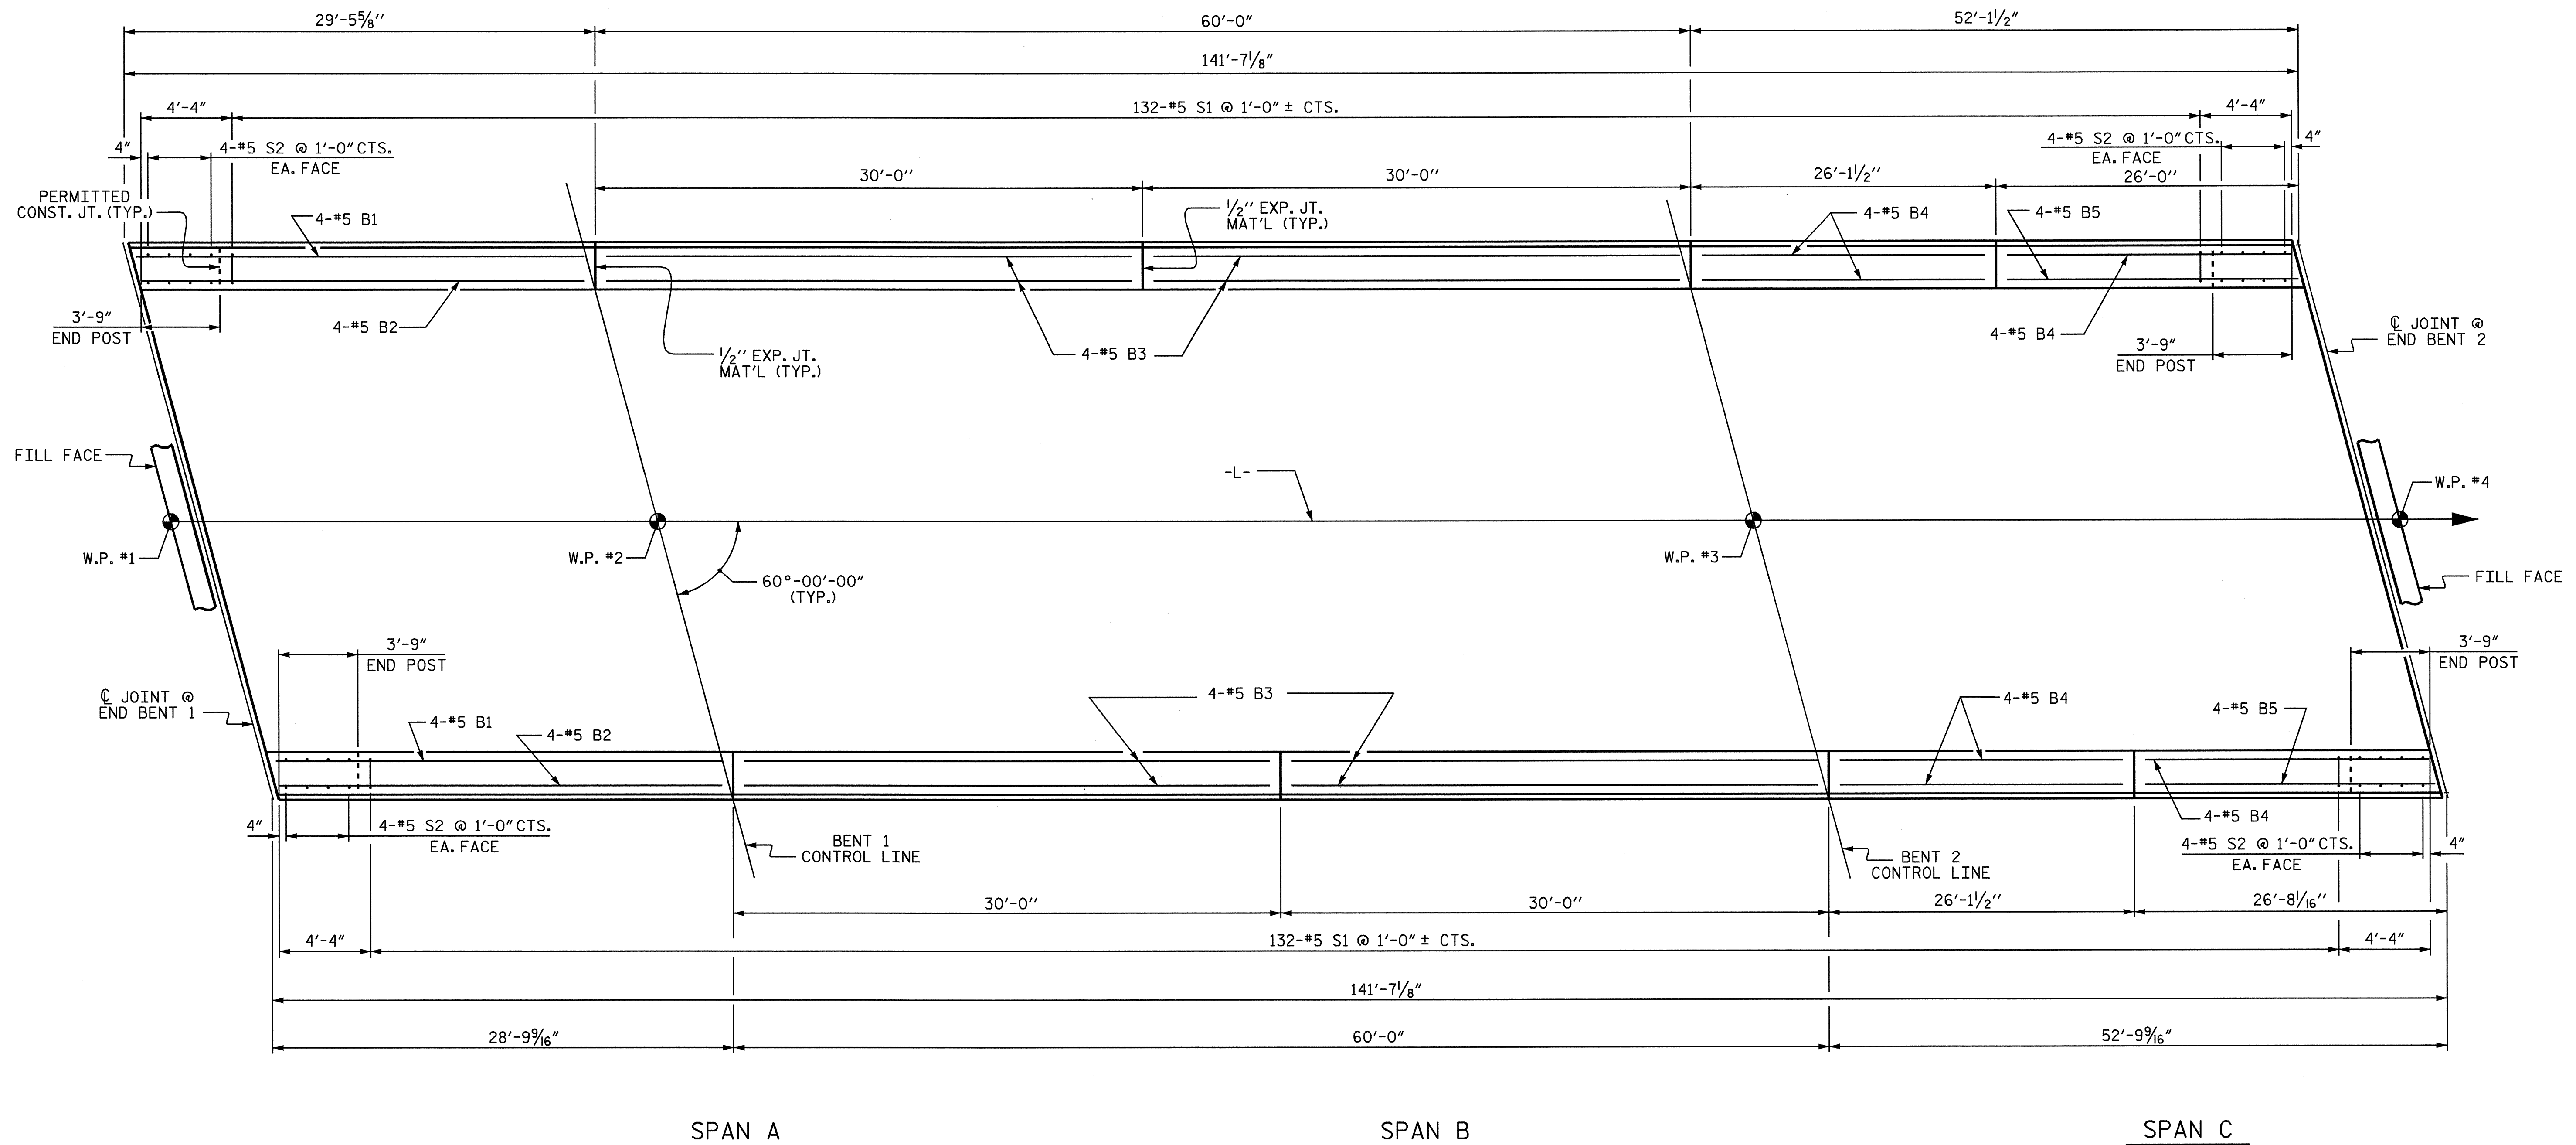 29'-5⅝"
60'-0"
52'-1½"
141'-7⅛"
4'-4"
132-#5 S1 @ 1'-0" ± CTS.
4'-4"
4"
4-#5 S2 @ 1'-0" CTS.
EA. FACE
4-#5 S2 @ 1'-0" CTS.
EA. FACE
4"
30'-0"
30'-0"
26'-1½"
26'-0"
PERMITTED
CONST. JT. (TYP.)
4-#5 B1
½" EXP. JT.
MAT'L (TYP.)
4-#5 B4
4-#5 B5
3'-9"
END POST
4-#5 B2
½" EXP. JT.
MAT'L (TYP.)
4-#5 B3
4-#5 B4
3'-9"
END POST
℄ JOINT @
END BENT 2
FILL FACE
-L-
W.P. #4
W.P. #1
W.P. #2
W.P. #3
60°-00'-00"
(TYP.)
FILL FACE
3'-9"
END POST
3'-9"
END POST
℄ JOINT @
END BENT 1
4-#5 B1
4-#5 B2
4-#5 B3
4-#5 B4
4-#5 B5
4"
4-#5 S2 @ 1'-0" CTS.
EA. FACE
BENT 1
CONTROL LINE
BENT 2
CONTROL LINE
4-#5 B4
4-#5 S2 @ 1'-0" CTS.
EA. FACE
4"
30'-0"
30'-0"
26'-1½"
26'-8 1/16"
4'-4"
132-#5 S1 @ 1'-0" ± CTS.
4'-4"
141'-7⅛"
28'-9 9/16"
60'-0"
52'-9 9/16"
SPAN A
SPAN B
SPAN C